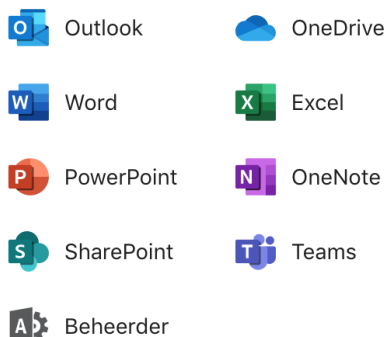 Outlook OneDrive
Word Excel
PowerPoint OneNote
SharePoint Teams
Beheerder